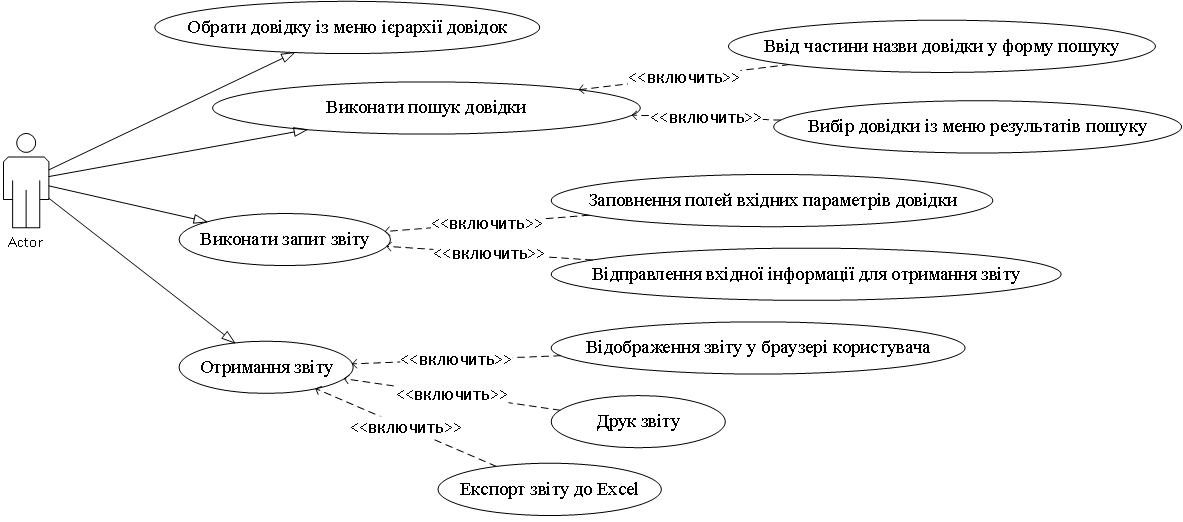 Обрати довідку із меню ієрархії довідок
Ввід частини назви довідки у форму пошуку
<<включить>>
Виконати пошук довідки
<<включить>>
Вибір довідки із меню результатів пошуку
Actor
Заповнення полей вхідних параметрів довідки
<<включить>>
Виконати запит звіту
<<включить>>
Відправлення вхідної інформації для отримання звіту
Відображення звіту у браузері користувача
<<включить>>
Отримання звіту
<<включить>>
Друк звіту
<<включить>>
Експорт звіту до Excel